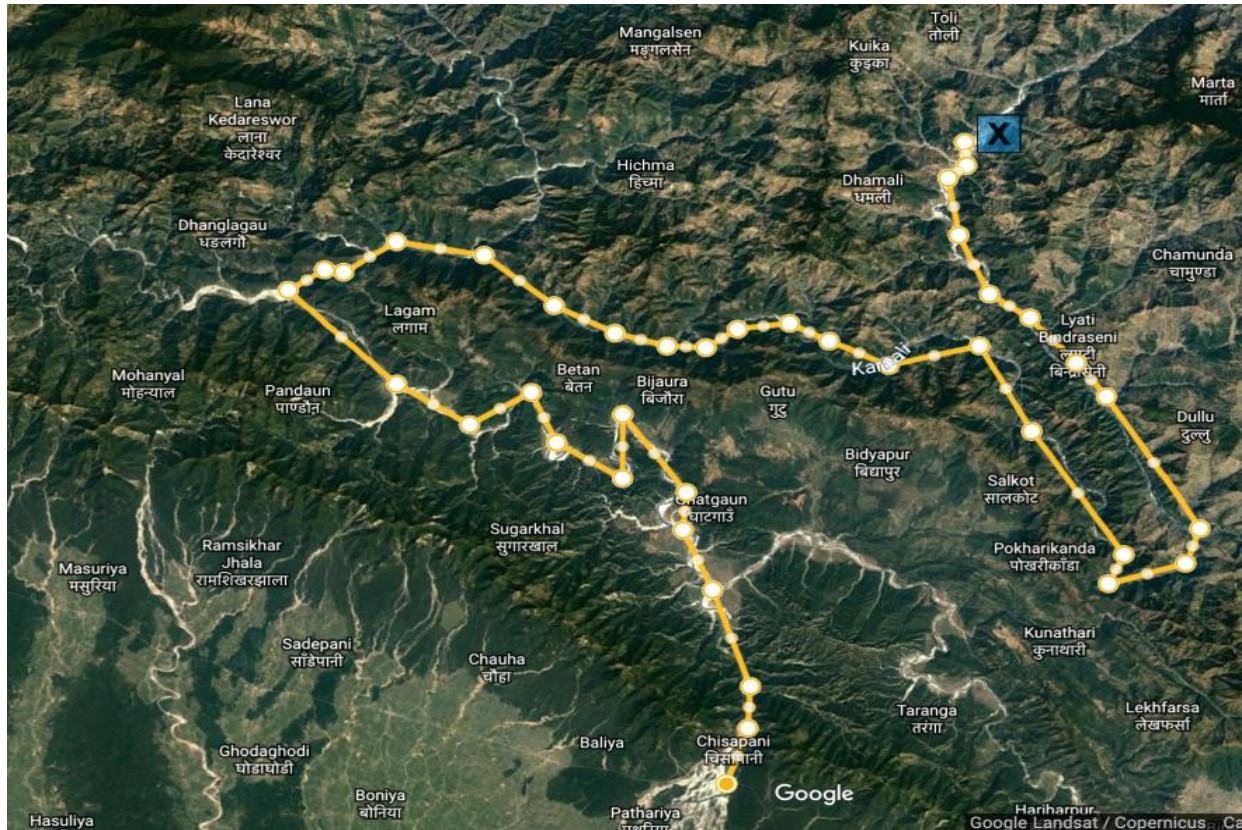 Toli
तोली
Mangalsen
मङ्गलसेन
Kuika
कुइका
Marta
मार्ता
Lana
Kedareswor
लाना
केदारेश्वर
X
Hichma
हिच्मा
Dhamali
धमली
Dhanglagau
धङलगौ
Chamunda
चामुण्डा
Lagam
लगाम
Lyati
Bindraseni
Karnali
Mohanyal
मोहन्याल
Pandaun
पाण्डौन
Betan
बेतन
Bijaura
बिजौरा
Gutu
गुटु
Dullu
दुल्लु
Bidyapur
बिद्यापुर
Salkot
सालकोट
Ghatgaun
घाटगाउँ
Sugarkhal
सुगारखाल
Ramsikhar
Jhala
रामशिखरझाला
Masuriya
मसुरिया
Pokharikanda
पोखरीकाँडा
Kunathari
कुनाथारी
Sadepani
साँडेपानी
Chauha
चौहा
Taranga
तरंगा
Lekhfarsa
लेखफर्सा
Ghodaghodi
घोडाघोडी
Baliya
Chisapani
चिसापानी
Boniya
बोनिया
Google
Pathariya
Hariharpur
Hasuliya
Google Landsat / Copernicus